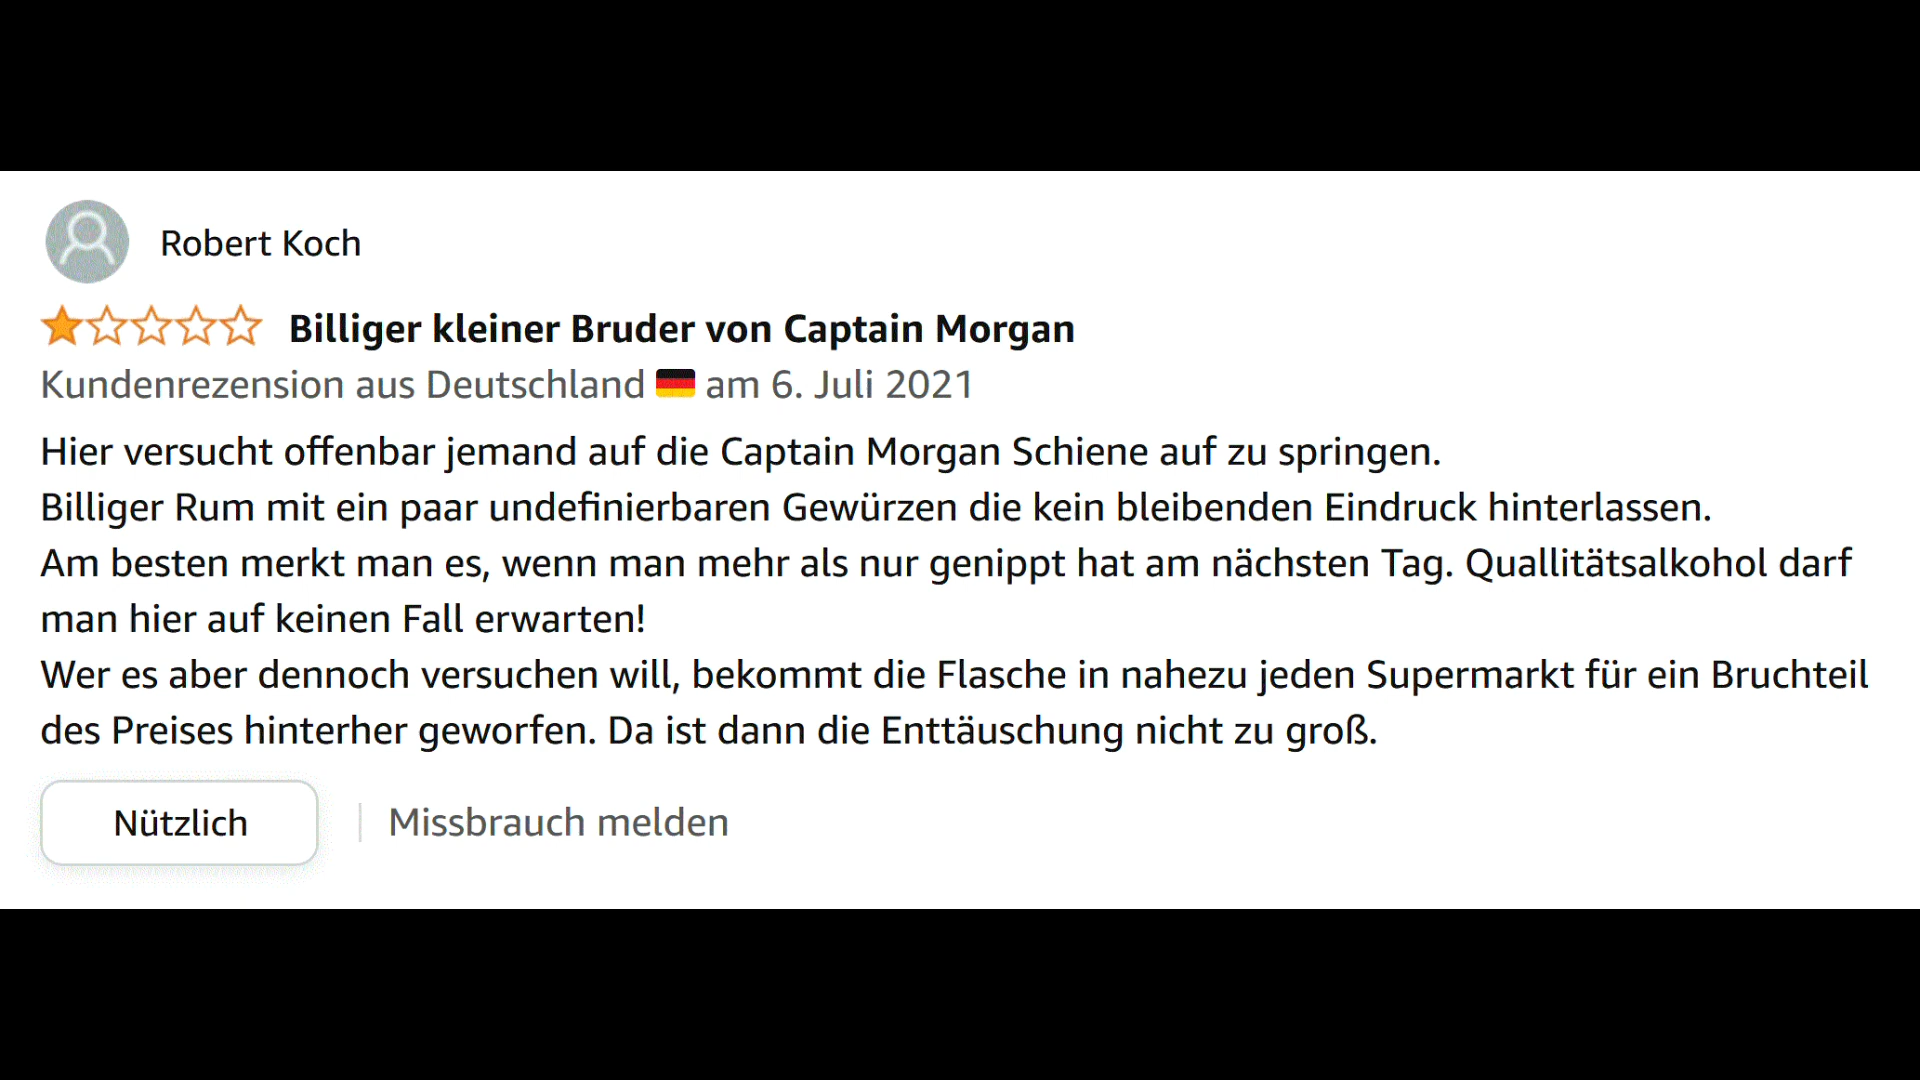 Robert Koch
Billiger kleiner Bruder von Captain Morgan
Kundenrezension aus Deutschland am 6. Juli 2021
Hier versucht offenbar jemand auf die Captain Morgan Schiene auf zu springen.
Billiger Rum mit ein paar undefinierbaren Gewürzen die kein bleibenden Eindruck hinterlassen.
Am besten merkt man es, wenn man mehr als nur genippt hat am nächsten Tag. Quallitätsalkohol darf
man hier auf keinen Fall erwarten!
Wer es aber dennoch versuchen will, bekommt die Flasche in nahezu jeden Supermarkt für ein Bruchteil
des Preises hinterher geworfen. Da ist dann die Enttäuschung nicht zu groß.
Nützlich
Missbrauch melden